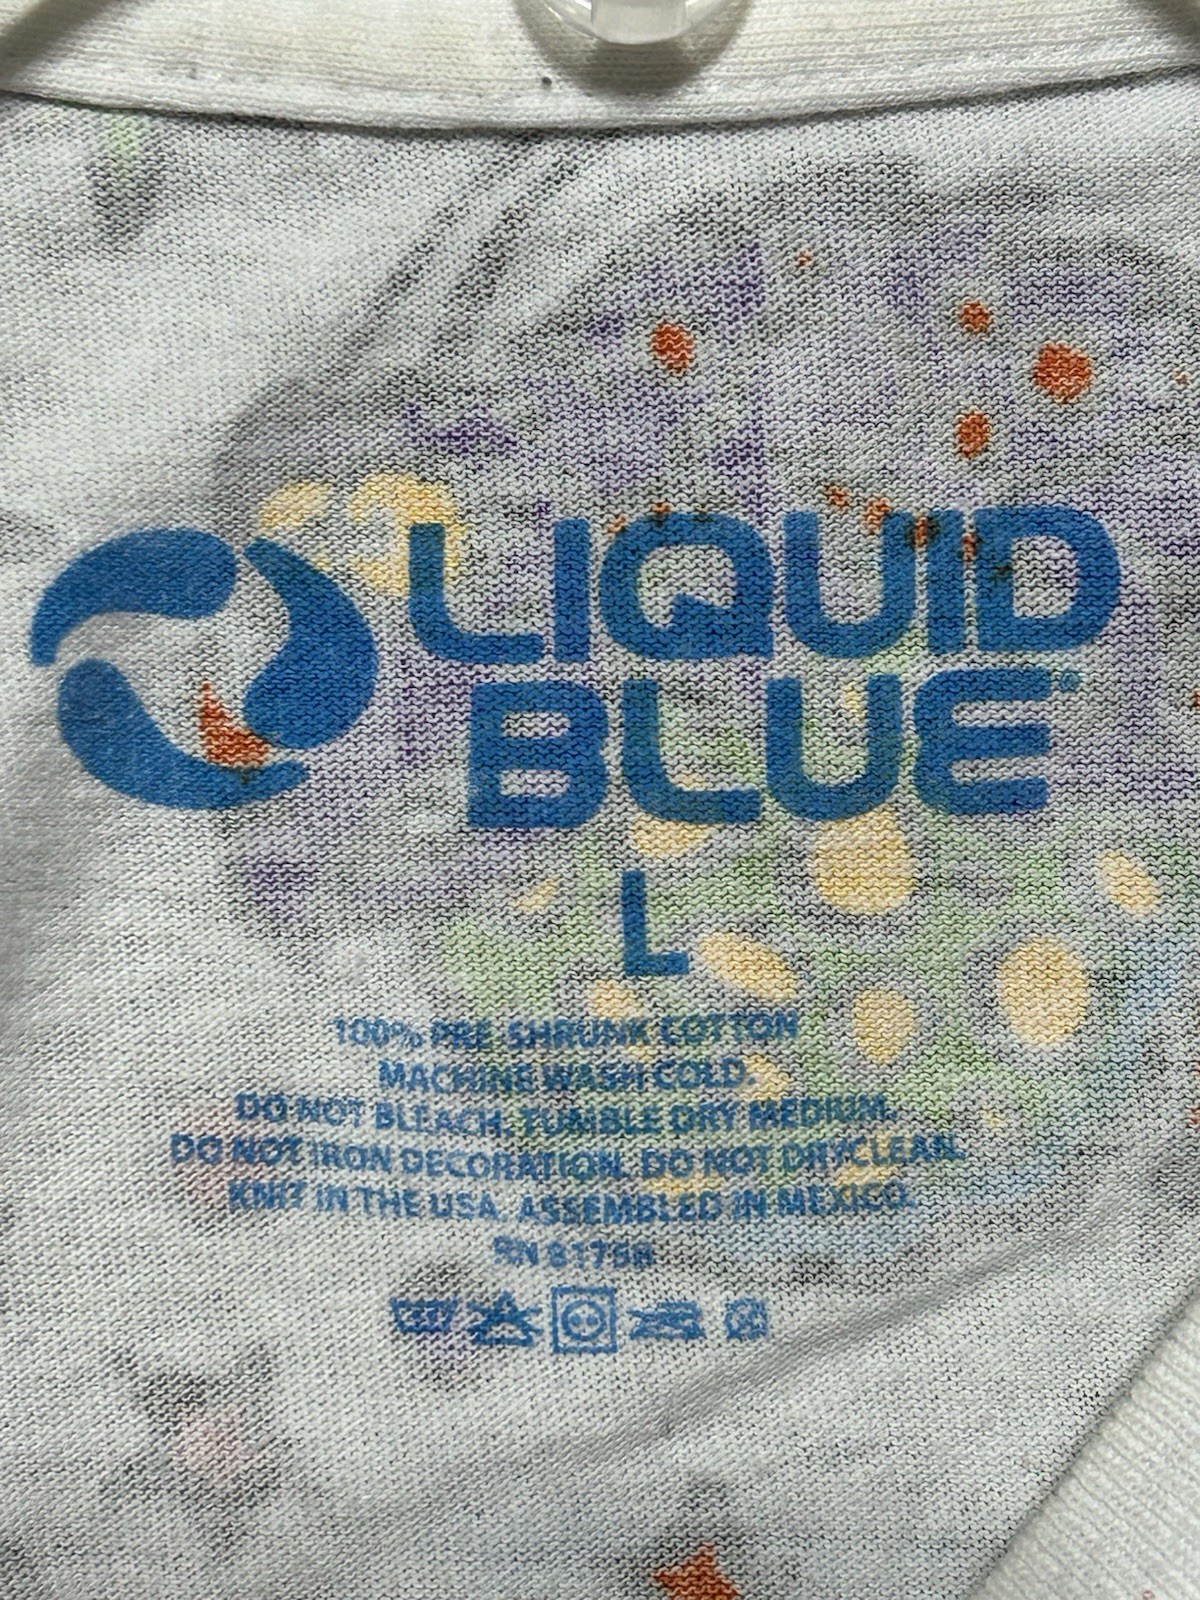 LIQUID
BLUE®
L
100% PRE-SHRUNK COTTON
MACHINE WASH COLD.
DO NOT BLEACH. TUMBLE DRY MEDIUM.
DO NOT IRON DECORATION. DO NOT DRYCLEAN.
KNIT IN THE USA. ASSEMBLED IN MEXICO.
RN